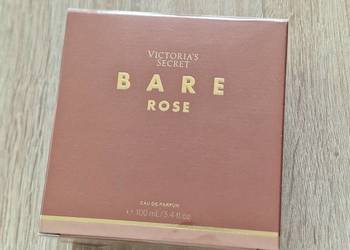 VICTORIA'S
SECRET
BARE
ROSE
EAU DE PARFUM
e 100 mL/3.4 fl oz